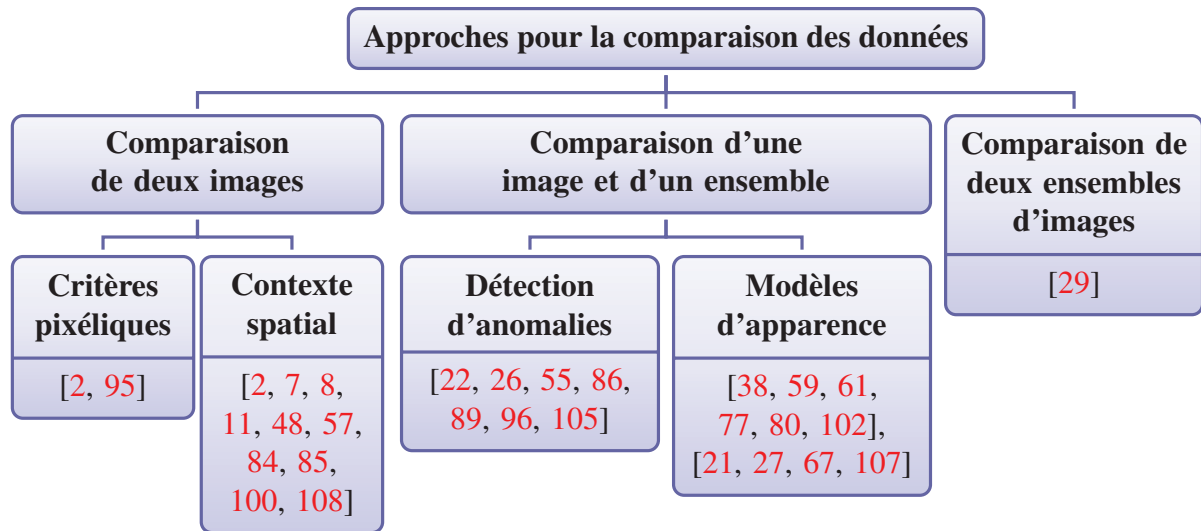 Approches pour la comparaison des données
Comparaison
de deux images
Comparaison d'une
image et d'un ensemble
Comparaison de
deux ensembles
d'images
[29]
Critères
pixéliques
[2, 95]
Contexte
spatial
[2, 7, 8,
11, 48, 57,
84, 85,
100, 108]
Détection
d'anomalies
[22, 26, 55, 86,
89, 96, 105]
Modèles
d'apparence
[38, 59, 61,
77, 80, 102],
[21, 27, 67, 107]